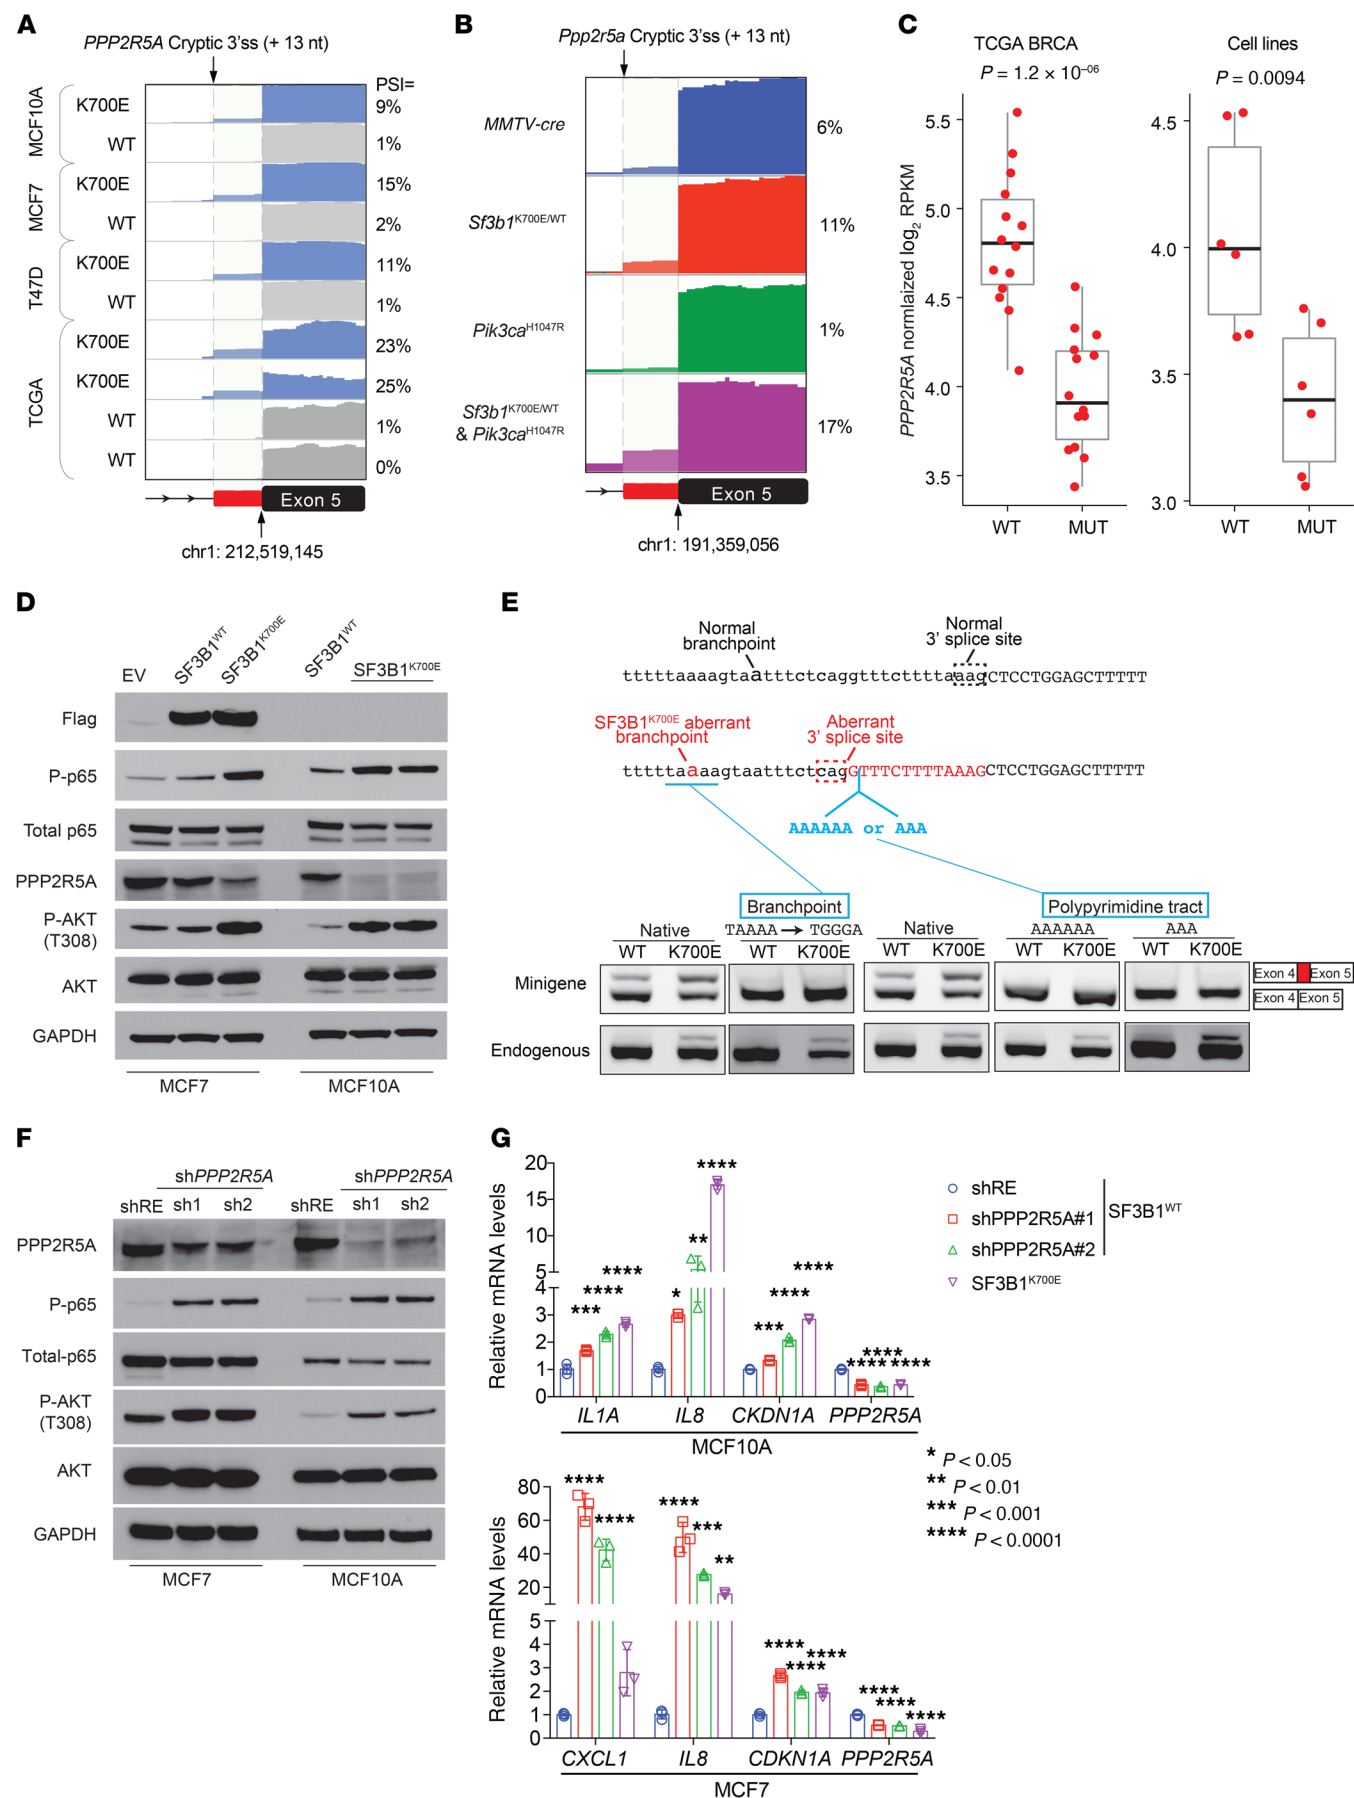 A
PPP2R5A Cryptic 3'ss (+ 13 nt)
PSI=
MCF10A
K700E
9%
WT
1%
MCF7
K700E
15%
WT
2%
T47D
K700E
11%
WT
1%
TCGA
K700E
23%
K700E
25%
WT
1%
WT
0%
Exon 5
chr1: 212,519,145
B
Ppp2r5a Cryptic 3'ss (+ 13 nt)
MMTV-cre
6%
Sf3b1K700E/WT
11%
Pik3caH1047R
1%
Sf3b1K700E/WT
& Pik3caH1047R
17%
Exon 5
chr1: 191,359,056
C
TCGA BRCA
P = 1.2 × 10–06
Cell lines
P = 0.0094
PPP2R5A normlaized log2 RPKM
5.5
5.0
4.5
4.0
3.5
WT
MUT
4.5
4.0
3.5
3.0
WT
MUT
D
EV
SF3B1WT
SF3B1K700E
SF3B1WT
SF3B1K700E
Flag
P-p65
Total p65
PPP2R5A
P-AKT
(T308)
AKT
GAPDH
MCF7
MCF10A
E
Normal
branchpoint
Normal
3' splice site
tttttaaaagtaatttctcaggtttcttttaaagCTCCTGGAGCTTTTT
SF3B1K700E aberrant
branchpoint
Aberrant
3' splice site
tttttaaaagtaatttctcagGTTTCTTTTAAAGCTCCTGGAGCTTTTT
AAAAAA or AAA
Branchpoint
Polypyrimidine tract
Native
TAAAA → TGGGA
Native
AAAAAA
AAA
WT K700E
WT K700E
WT K700E
WT K700E
WT K700E
Minigene
Exon 4
Exon 5
Exon 4
Exon 5
Endogenous
F
shPPP2R5A
shPPP2R5A
shRE
sh1
sh2
shRE
sh1
sh2
PPP2R5A
P-p65
Total-p65
P-AKT
(T308)
AKT
GAPDH
MCF7
MCF10A
G
Relative mRNA levels
20
15
10
5
4
3
2
1
0
***
****
****
*
**
****
***
****
****
****
****
****
IL1A
IL8
CKDN1A
PPP2R5A
MCF10A
shRE
shPPP2R5A#1
shPPP2R5A#2
SF3B1WT
SF3B1K700E
* P < 0.05
** P < 0.01
*** P < 0.001
**** P < 0.0001
Relative mRNA levels
80
60
40
20
5
4
3
2
1
0
****
****
****
***
**
****
****
****
****
****
****
CXCL1
IL8
CDKN1A
PPP2R5A
MCF7